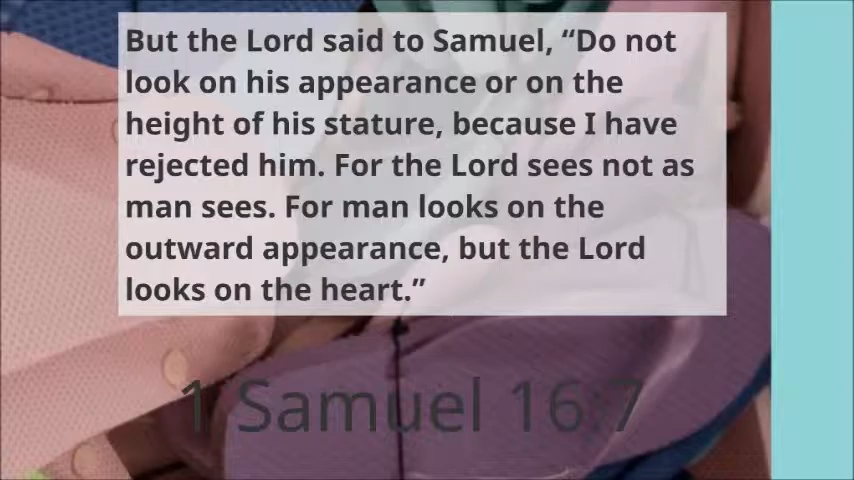 But the Lord said to Samuel, “Do not
look on his appearance or on the
height of his stature, because I have
rejected him. For the Lord sees not as
man sees. For man looks on the
outward appearance, but the Lord
looks on the heart.”
1 Samuel 16:7